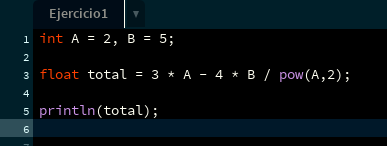 Ejercicio1 ▼
1 int A = 2, B = 5;
2
3 float total = 3 * A - 4 * B / pow(A,2);
4
5 println(total);
6